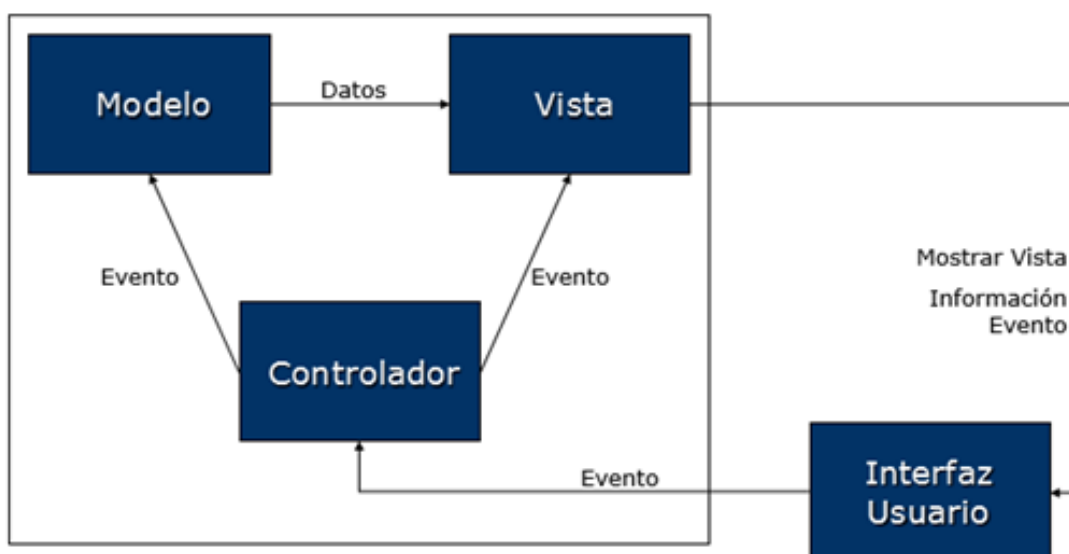 Modelo
Datos
Vista
Evento
Evento
Mostrar Vista
Información
Evento
Controlador
Evento
Interfaz
Usuario